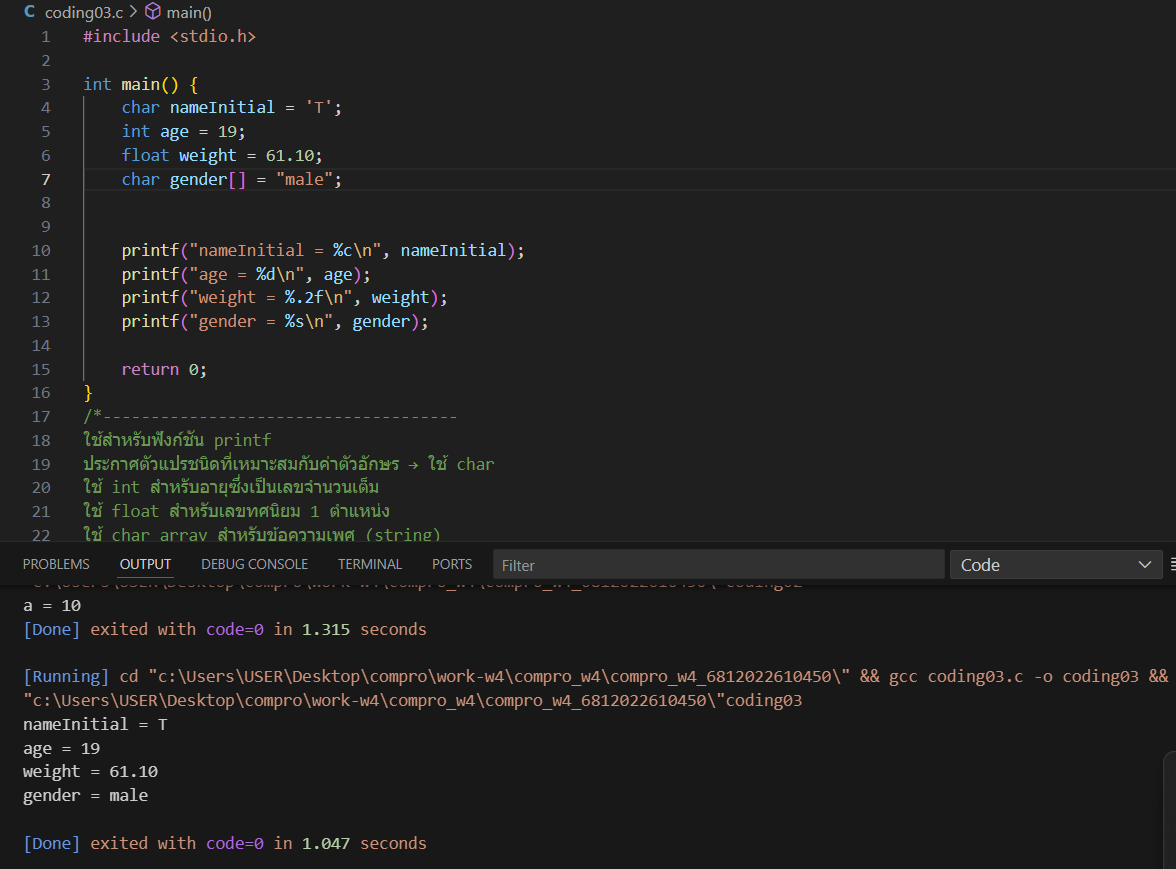 C coding03.c > main()
1 #include <stdio.h>
2
3 int main() {
4 char nameInitial = 'T';
5 int age = 19;
6 float weight = 61.10;
7 char gender[] = "male";
8
9
10 printf("nameInitial = %c\n", nameInitial);
11 printf("age = %d\n", age);
12 printf("weight = %.2f\n", weight);
13 printf("gender = %s\n", gender);
14
15 return 0;
16 }
17 /*-------------------------------------
18 ใช้สำหรับฟังก์ชัน printf
19 ประกาศตัวแปรชนิดที่เหมาะสมกับค่าตัวอักษร → ใช้ char
20 ใช้ int สำหรับอายุซึ่งเป็นเลขจำนวนเต็ม
21 ใช้ float สำหรับเลขทศนิยม 1 ตำแหน่ง
22 ใช้ char array สำหรับข้อความเพศ (string)
PROBLEMS OUTPUT DEBUG CONSOLE TERMINAL PORTS Filter Code
"c:\Users\USER\Desktop\compro\work-w4\compro_w4\compro_w4_6812022610450\"coding02
a = 10
[Done] exited with code=0 in 1.315 seconds
[Running] cd "c:\Users\USER\Desktop\compro\work-w4\compro_w4\compro_w4_6812022610450\" && gcc coding03.c -o coding03 &&
"c:\Users\USER\Desktop\compro\work-w4\compro_w4\compro_w4_6812022610450\"coding03
nameInitial = T
age = 19
weight = 61.10
gender = male
[Done] exited with code=0 in 1.047 seconds